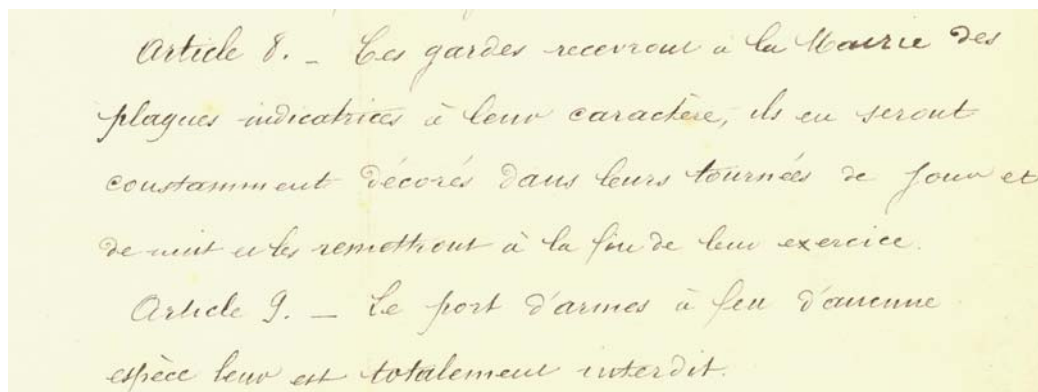 Article 8. _ Ces gardes recevront à la Mairie des
plaques indicatrices à leur caractère, ils en seront
constamment décorés dans leurs tournées de jour et
de nuit et les remettront à la fin de leur exercice.
Article 9. _ Le port d'armes à feu d'aucune
espèce leur est totalement interdit.